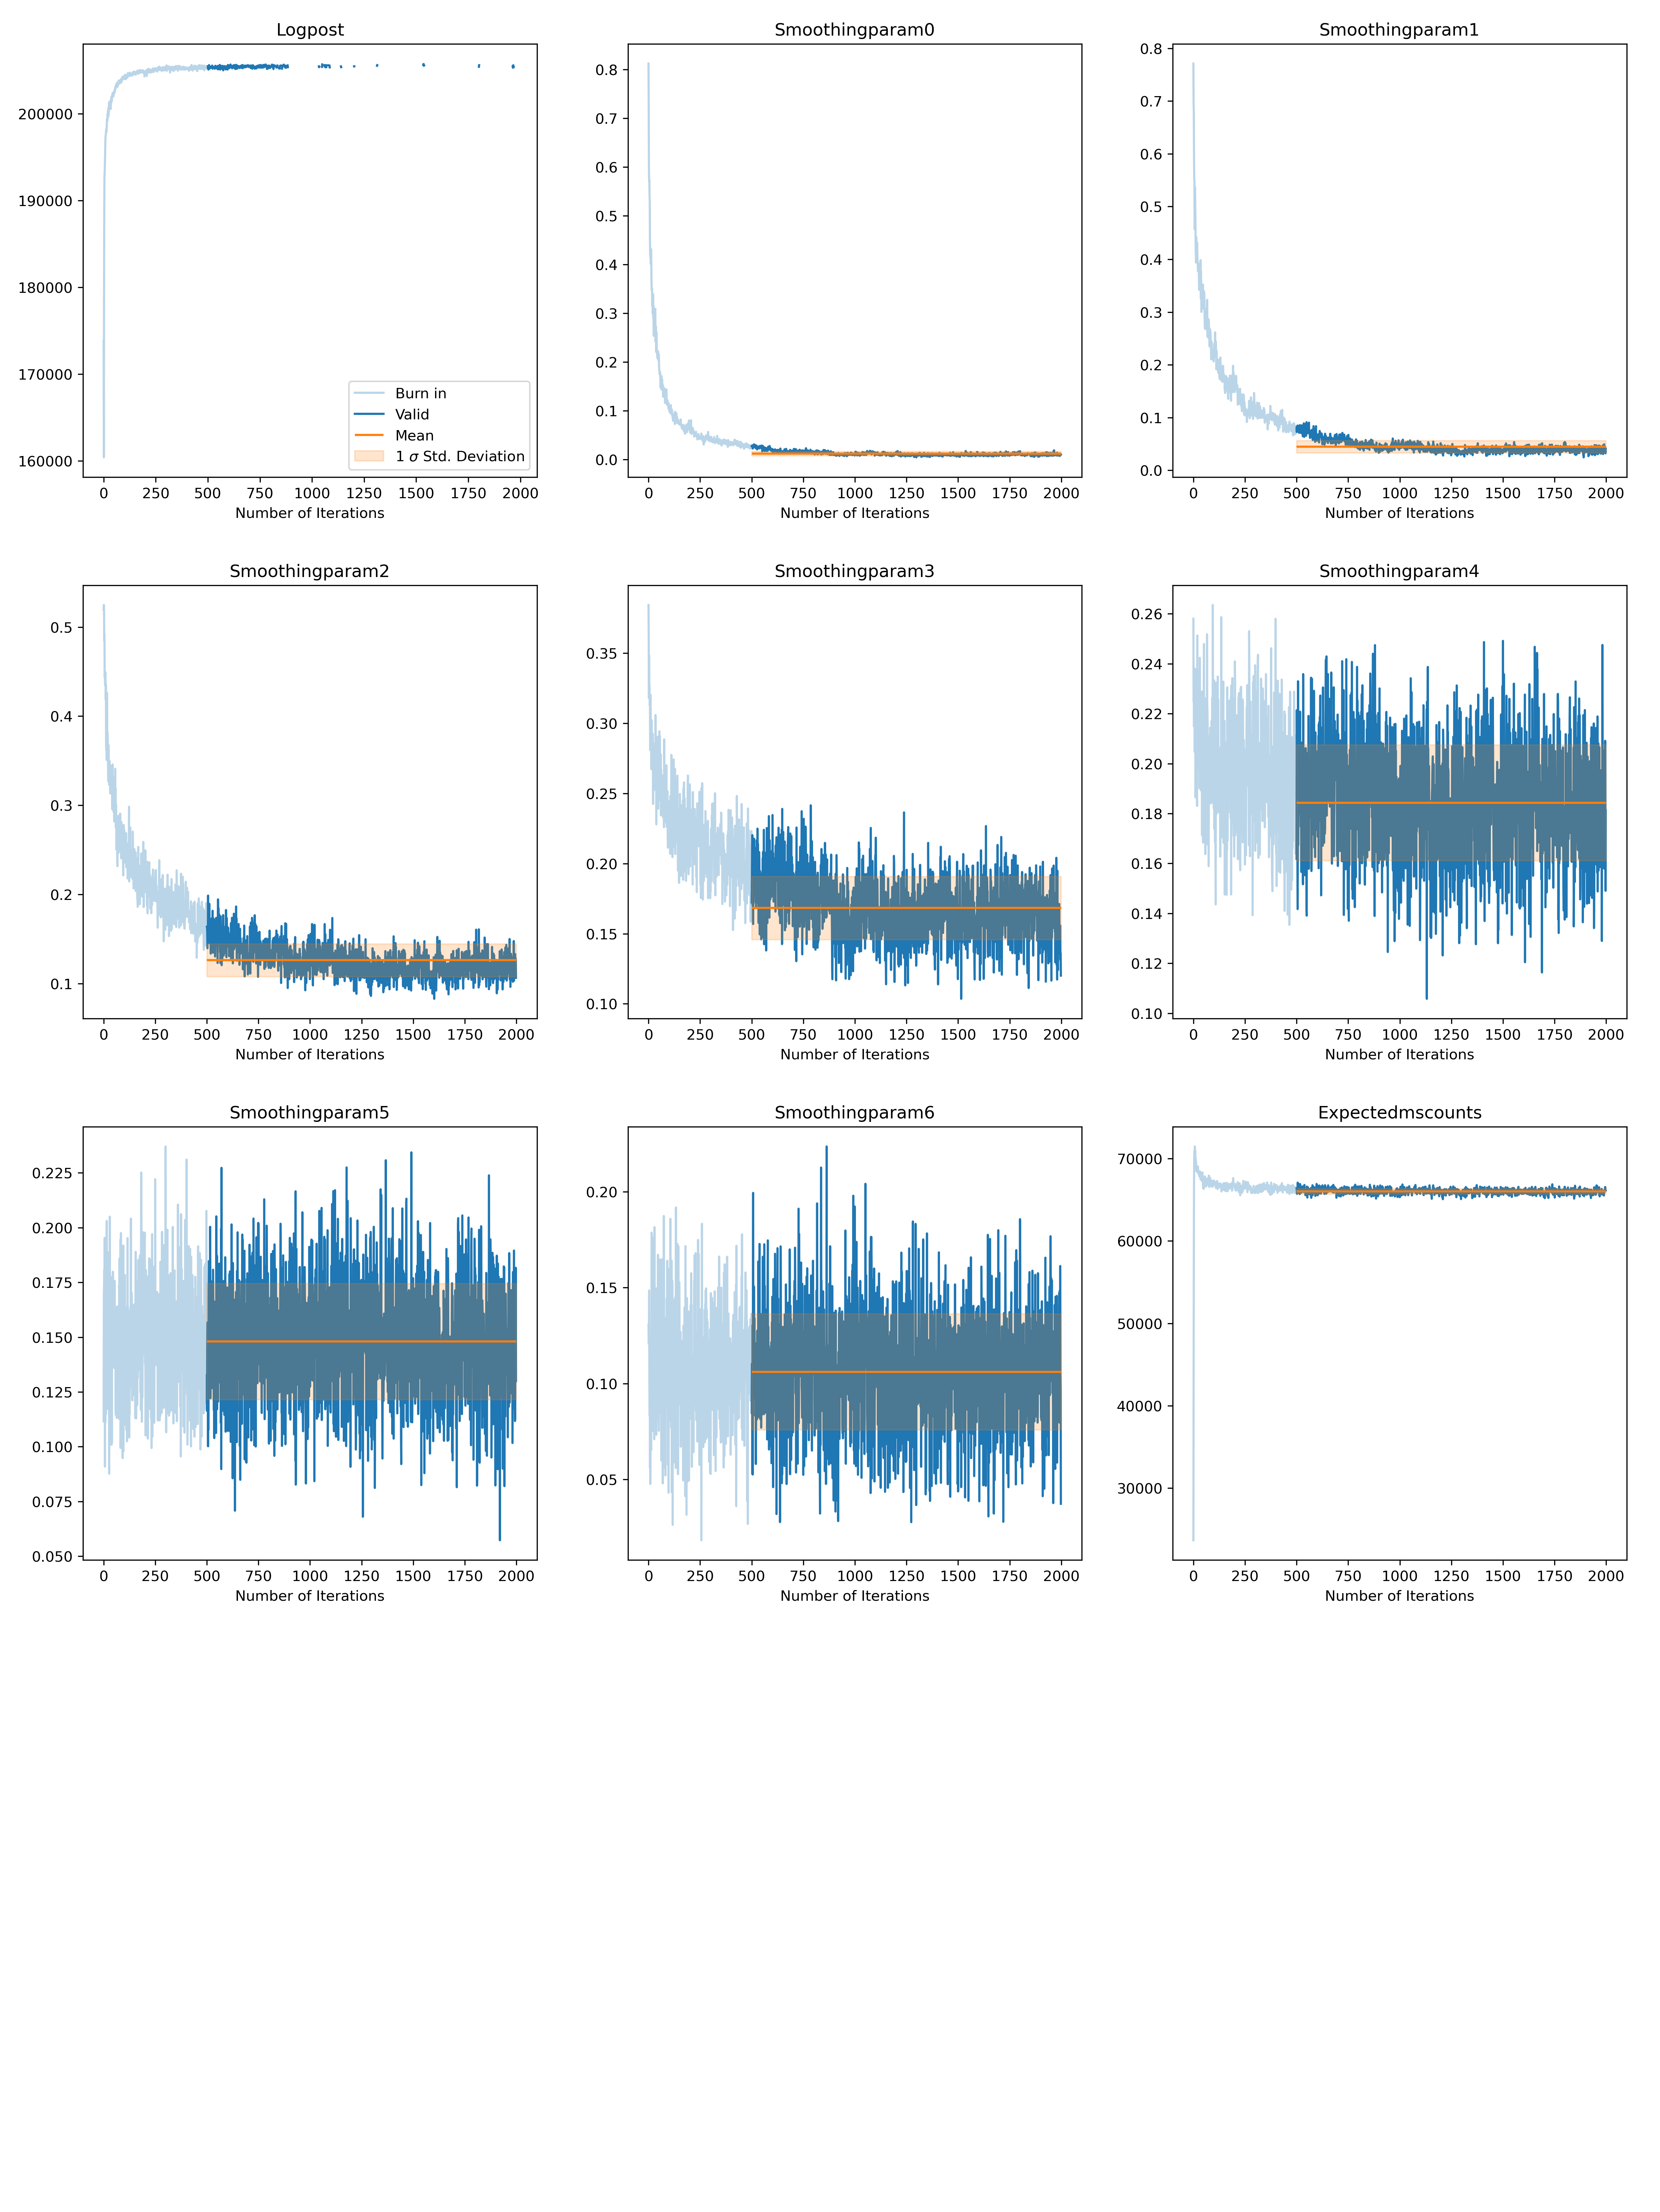 Logpost
200000
190000
180000
170000
160000
Burn in
Valid
Mean
1 σ Std. Deviation
0 250 500 750 1000 1250 1500 1750 2000
Number of Iterations
Smoothingparam0
0.8
0.7
0.6
0.5
0.4
0.3
0.2
0.1
0.0
0 250 500 750 1000 1250 1500 1750 2000
Number of Iterations
Smoothingparam1
0.8
0.7
0.6
0.5
0.4
0.3
0.2
0.1
0.0
0 250 500 750 1000 1250 1500 1750 2000
Number of Iterations
Smoothingparam2
0.5
0.4
0.3
0.2
0.1
0 250 500 750 1000 1250 1500 1750 2000
Number of Iterations
Smoothingparam3
0.35
0.30
0.25
0.20
0.15
0.10
0 250 500 750 1000 1250 1500 1750 2000
Number of Iterations
Smoothingparam4
0.26
0.24
0.22
0.20
0.18
0.16
0.14
0.12
0.10
0 250 500 750 1000 1250 1500 1750 2000
Number of Iterations
Smoothingparam5
0.225
0.200
0.175
0.150
0.125
0.100
0.075
0.050
0 250 500 750 1000 1250 1500 1750 2000
Number of Iterations
Smoothingparam6
0.20
0.15
0.10
0.05
0 250 500 750 1000 1250 1500 1750 2000
Number of Iterations
Expectedmscounts
70000
60000
50000
40000
30000
0 250 500 750 1000 1250 1500 1750 2000
Number of Iterations